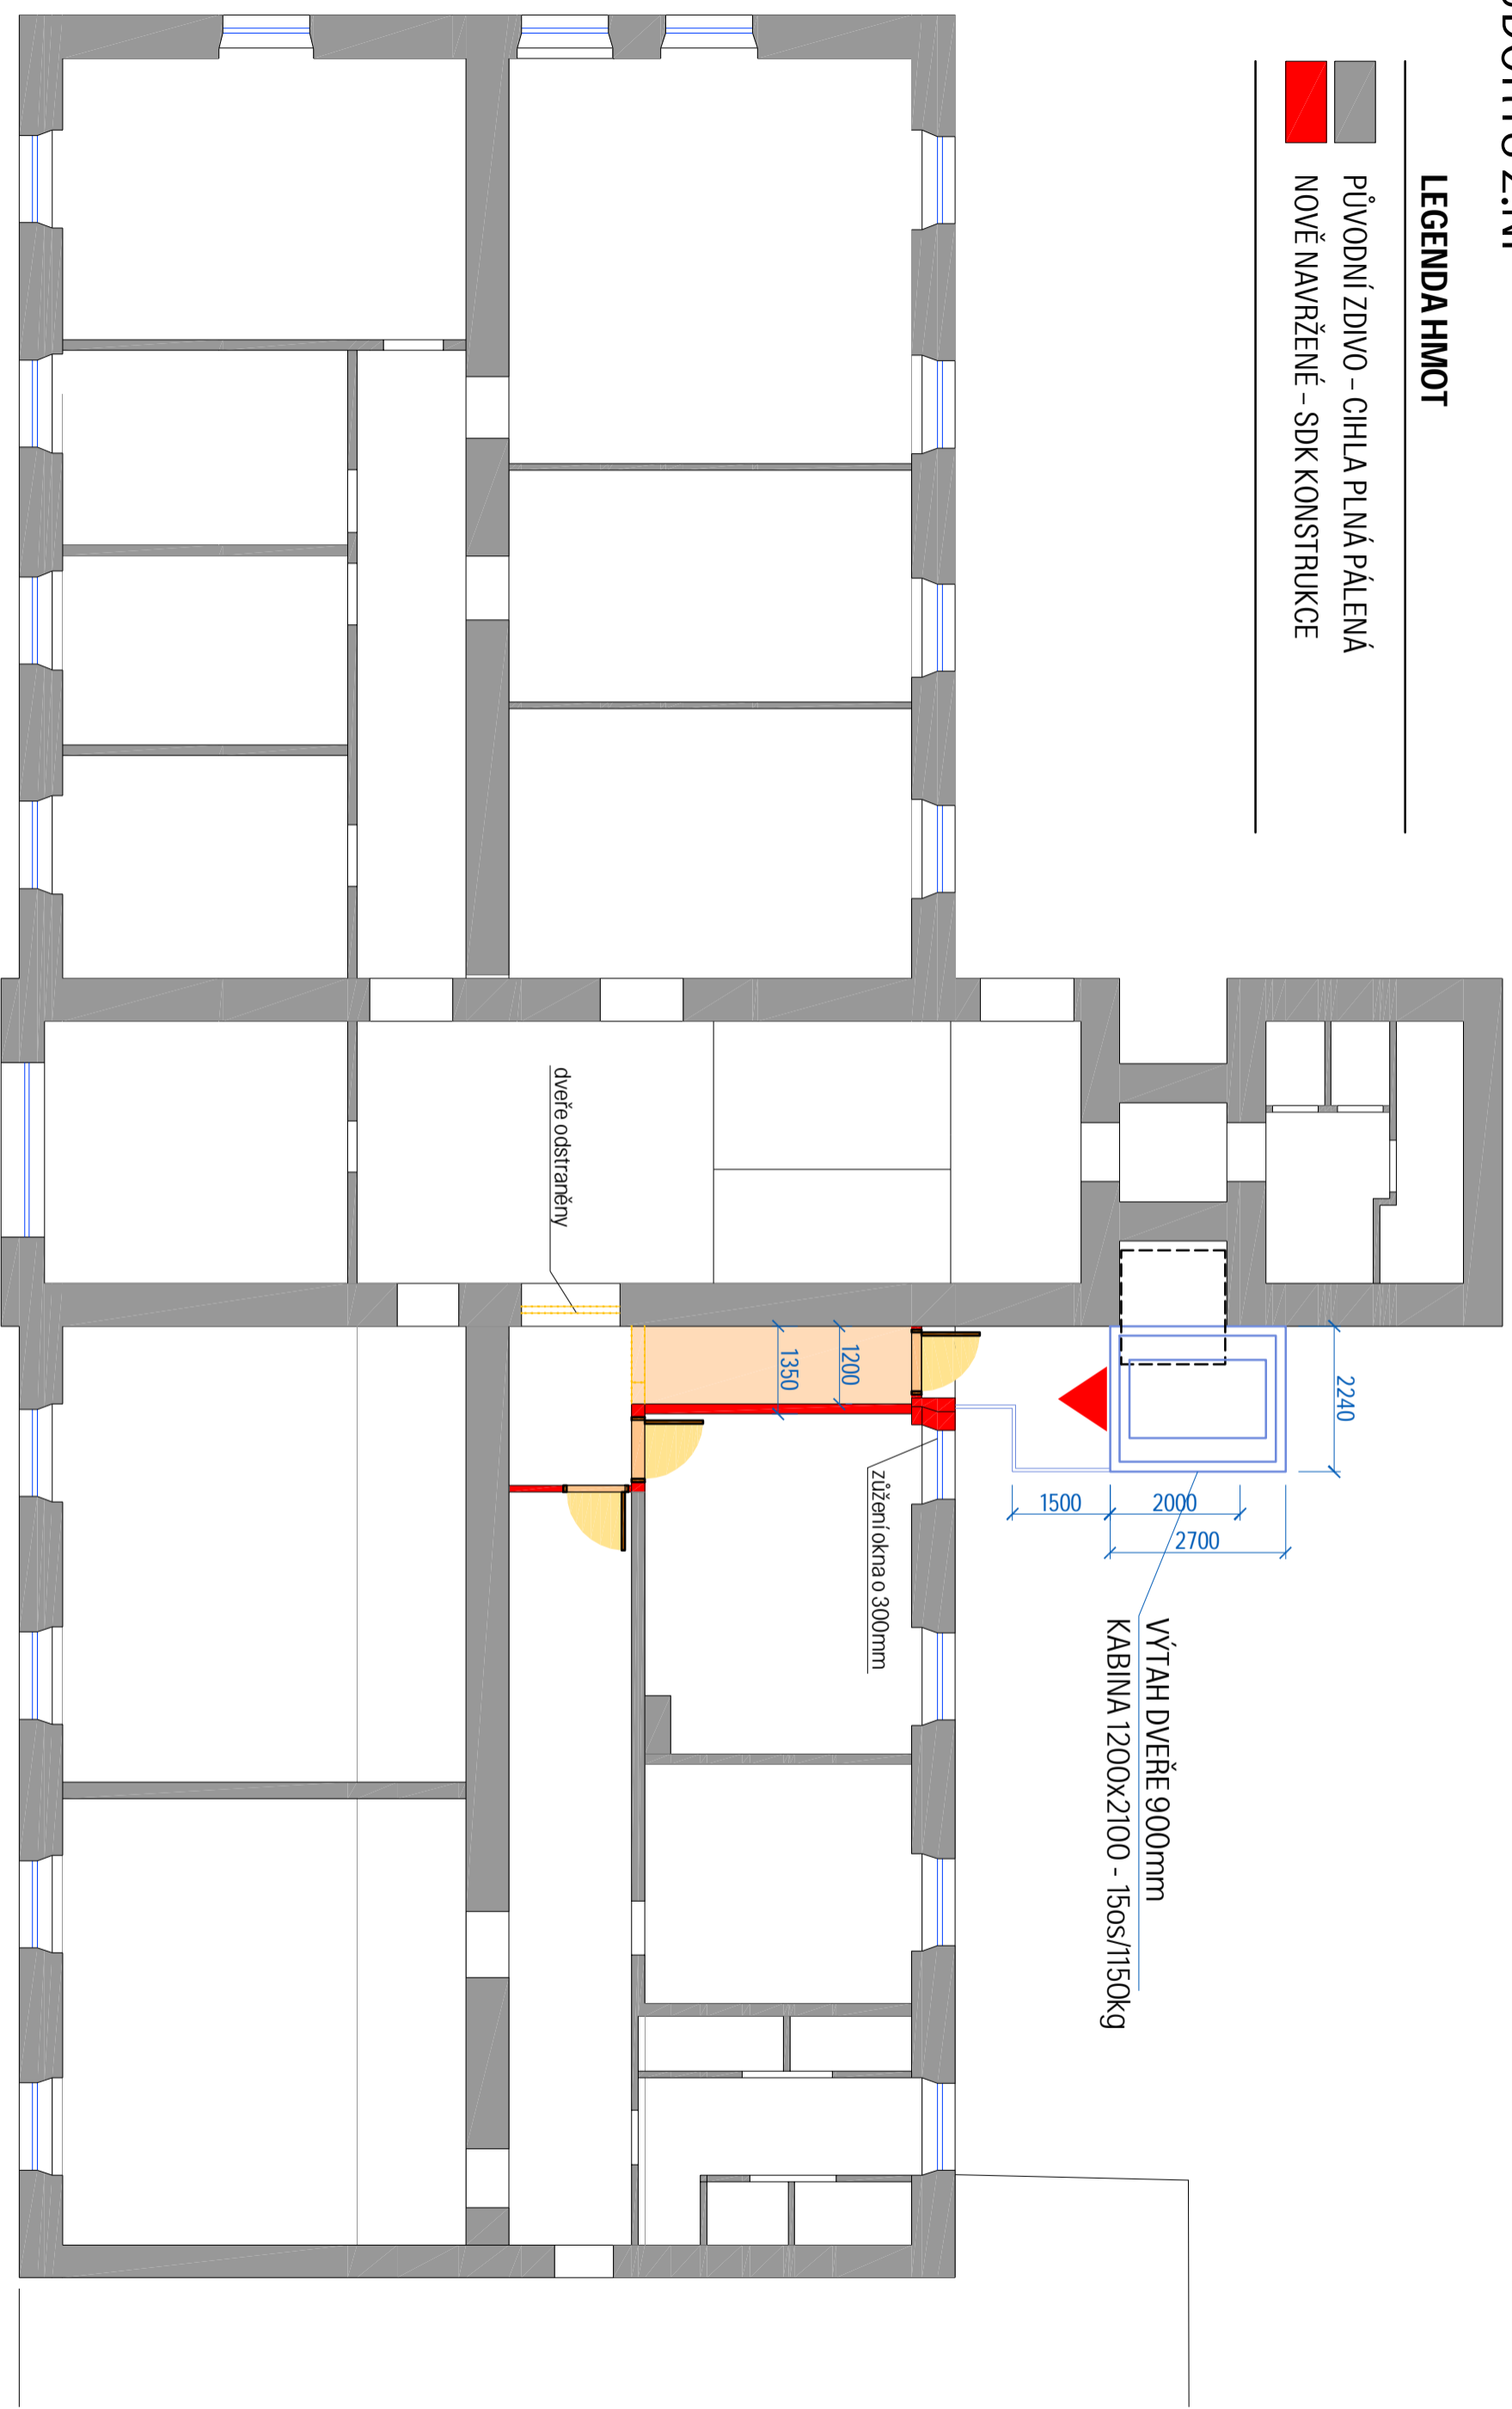 LEGENDA HMOT
PŮVODNÍ ZDIVO – CIHLA PLNÁ PÁLENÁ
NOVĚ NAVRŽENÉ – SDK KONSTRUKCE
2240
1500
2000
2700
VÝTAH DVEŘE 900mm
KABINA 1200x2100 - 15os/1150kg
1200
1350
zúžení okna o 300mm
dveře odstraněny